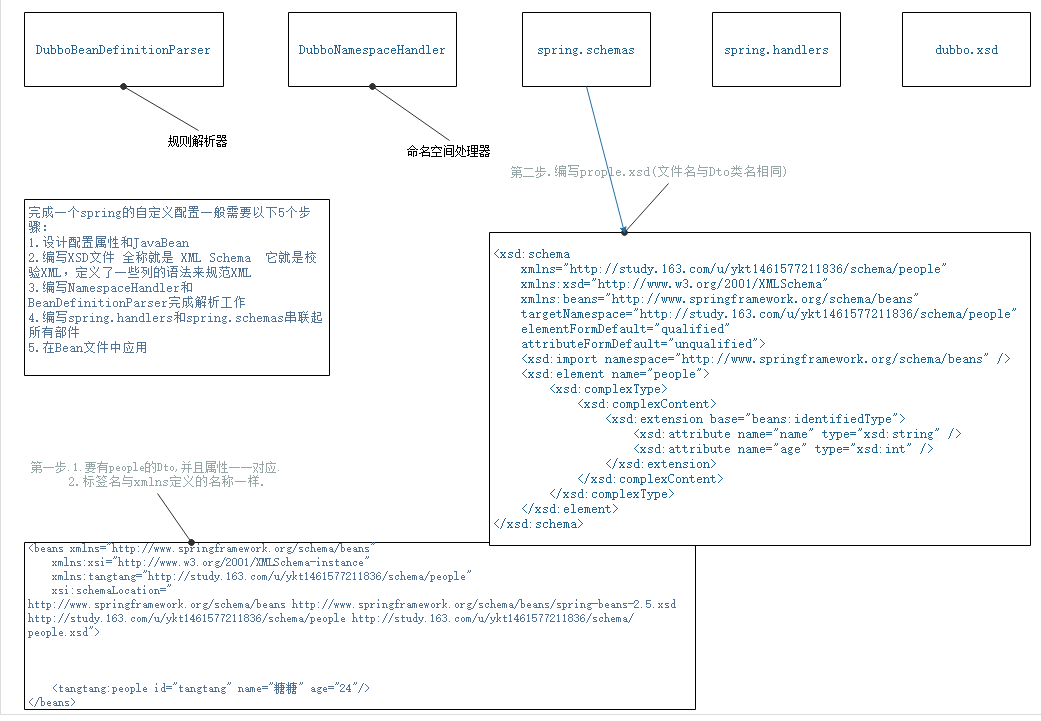 DubboBeanDefinitionParser
DubboNamespaceHandler
spring.schemas
spring.handlers
dubbo.xsd
规则解析器
命名空间处理器
第二步.编写prople.xsd(文件名与Dto类名相同)
完成一个spring的自定义配置一般需要以下5个步
骤：
1.设计配置属性和JavaBean
2.编写XSD文件 全称就是 XML Schema  它就是校
验XML，定义了一些列的语法来规范XML
3.编写NamespaceHandler和
BeanDefinitionParser完成解析工作
4.编写spring.handlers和spring.schemas串联起
所有部件
5.在Bean文件中应用
<xsd:schema
xmlns="http://study.163.com/u/ykt1461577211836/schema/people"
xmlns:xsd="http://www.w3.org/2001/XMLSchema"
xmlns:beans="http://www.springframework.org/schema/beans"
targetNamespace="http://study.163.com/u/ykt1461577211836/schema/people"
elementFormDefault="qualified"
attributeFormDefault="unqualified">
<xsd:import namespace="http://www.springframework.org/schema/beans" />
<xsd:element name="people">
<xsd:complexType>
<xsd:complexContent>
<xsd:extension base="beans:identifiedType">
<xsd:attribute name="name" type="xsd:string" />
<xsd:attribute name="age" type="xsd:int" />
</xsd:extension>
</xsd:complexContent>
</xsd:complexType>
</xsd:element>
</xsd:schema>
第一步.1.要有people的Dto,并且属性一一对应.
2.标签名与xmlns定义的名称一样.
<beans xmlns="http://www.springframework.org/schema/beans"
xmlns:xsi="http://www.w3.org/2001/XMLSchema-instance"
xmlns:tangtang="http://study.163.com/u/ykt1461577211836/schema/people"
xsi:schemaLocation="
http://www.springframework.org/schema/beans http://www.springframework.org/schema/beans/spring-beans-2.5.xsd
http://study.163.com/u/ykt1461577211836/schema/people http://study.163.com/u/ykt1461577211836/schema/
people.xsd">
<tangtang:people id="tangtang" name="糖糖" age="24"/>
</beans>